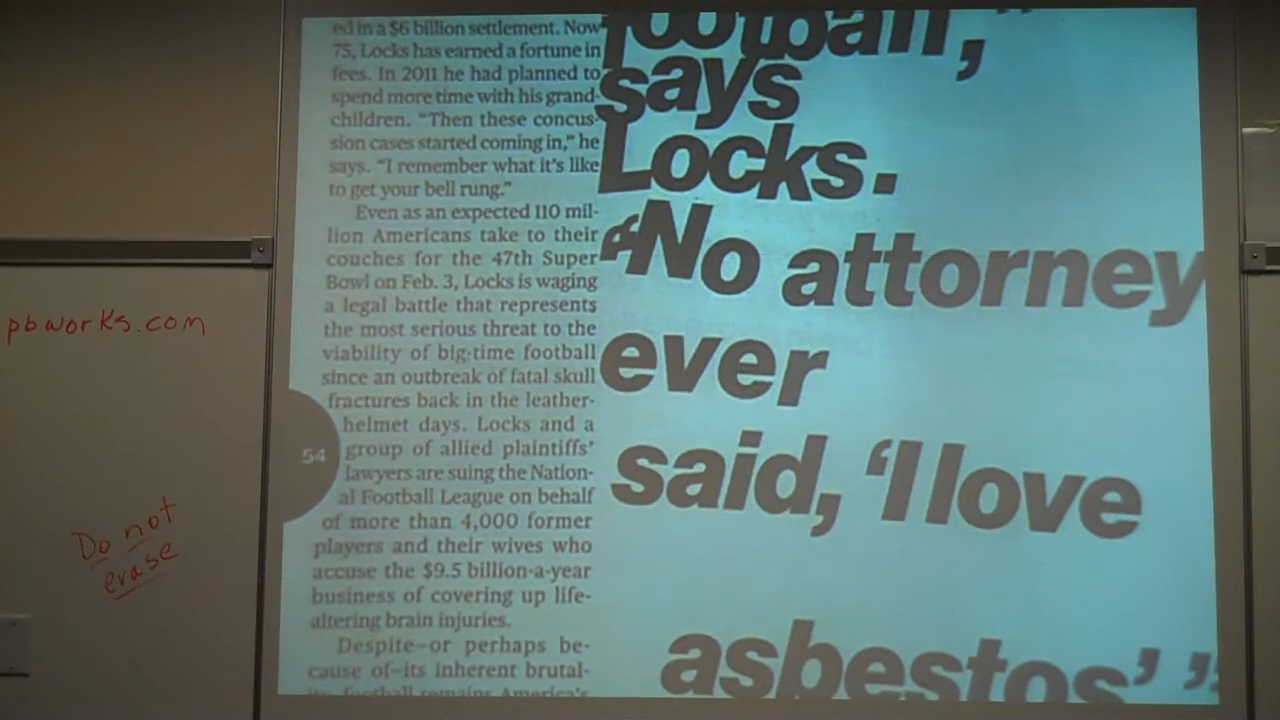 pbworks.com
Do not
erase
ed in a $6 billion settlement. Now
75, Locks has earned a fortune in
fees. In 2011 he had planned to
spend more time with his grand-
children. “Then these concus-
sion cases started coming in,” he
says. “I remember what it’s like
to get your bell rung.”
Even as an expected 110 mil-
lion Americans take to their
couches for the 47th Super
Bowl on Feb. 3, Locks is waging
a legal battle that represents
the most serious threat to the
viability of big-time football
since an outbreak of fatal skull
fractures back in the leather-
helmet days. Locks and a
group of allied plaintiffs’
lawyers are suing the Nation-
al Football League on behalf
of more than 4,000 former
players and their wives who
accuse the $9.5 billion-a-year
business of covering up life-
altering brain injuries.
Despite—or perhaps be-
cause of—its inherent brutal-
ity, football remains America’s
54
football,”
says
Locks.
“No attorney
ever
said, ‘I love
asbestos’ ”